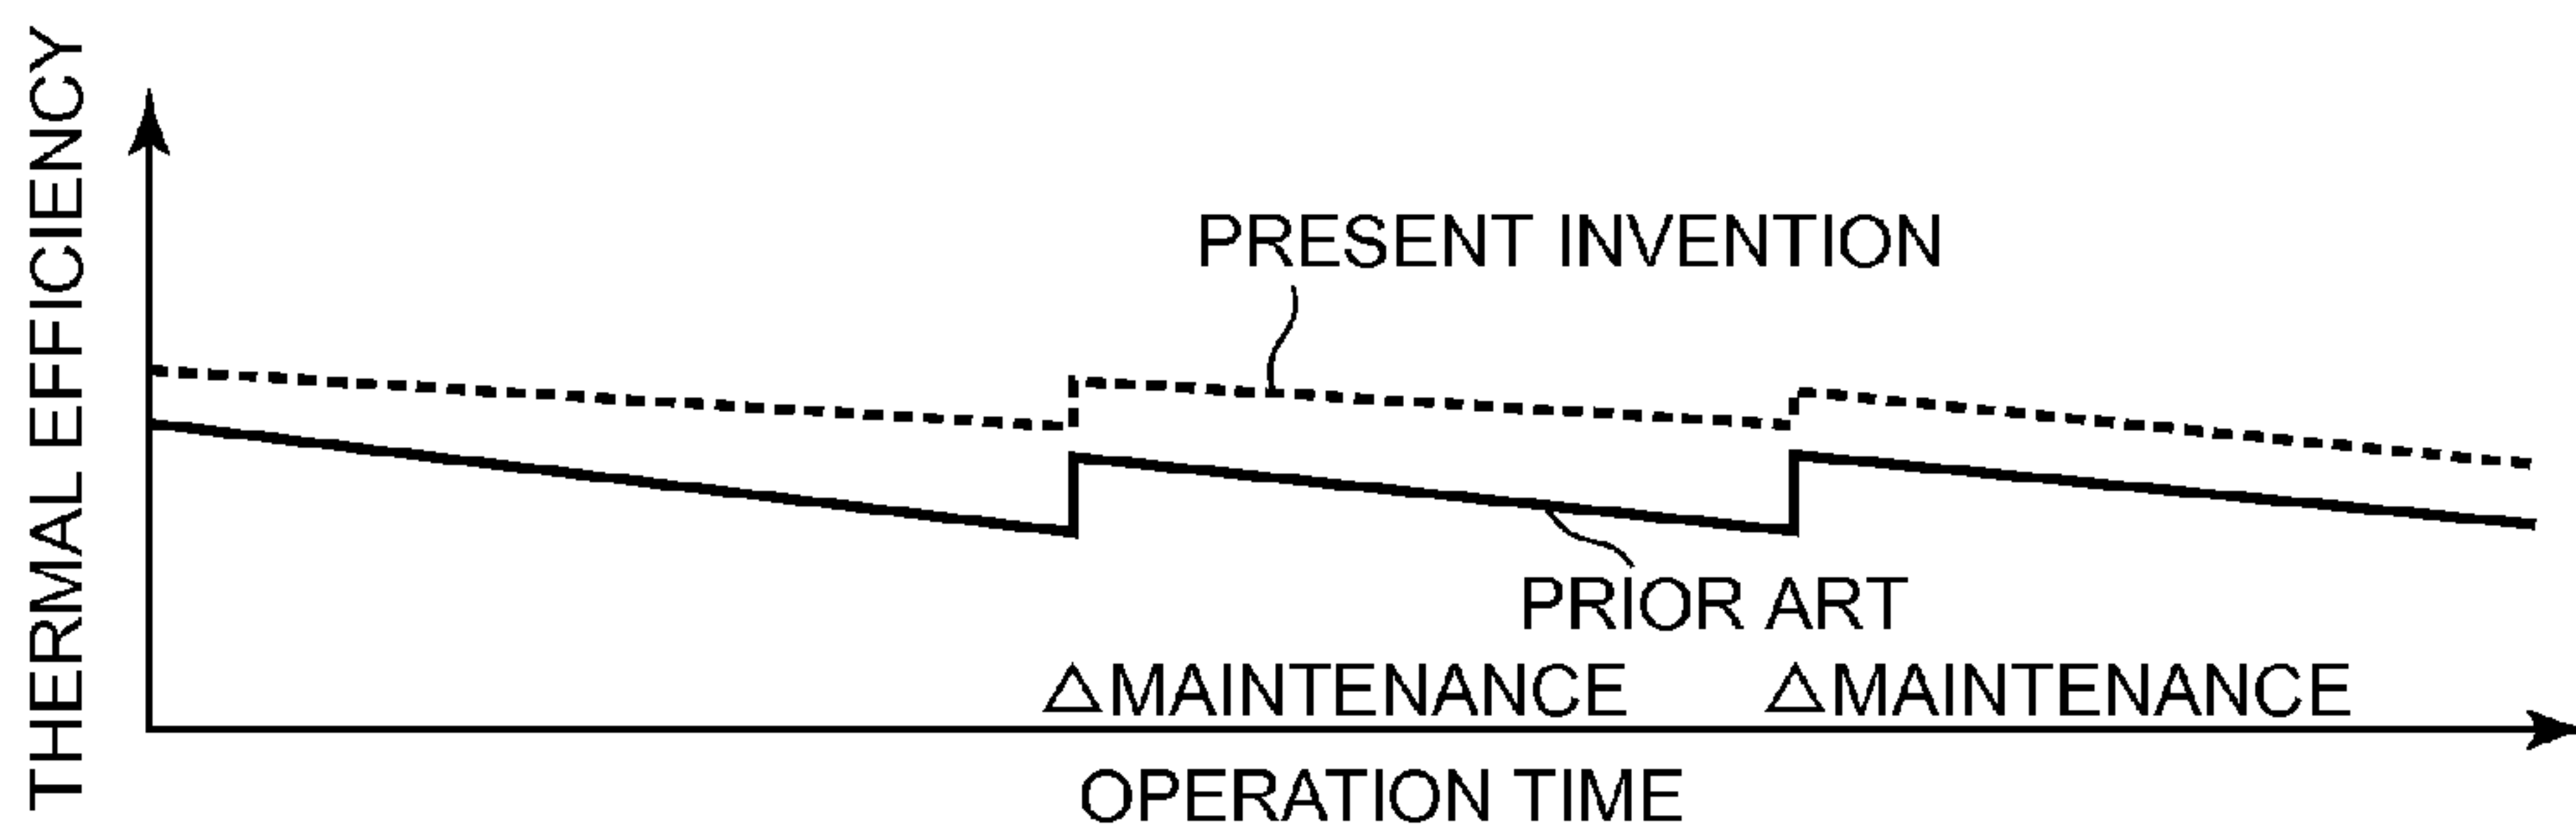 THERMAL EFFICIENCY
PRESENT INVENTION
PRIOR ART
△MAINTENANCE △MAINTENANCE
OPERATION TIME